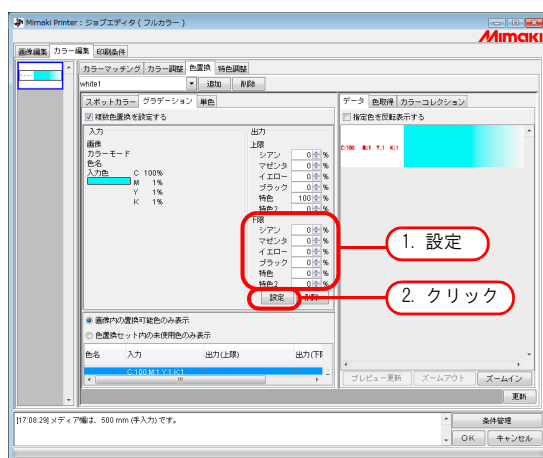 Mimaki Printer : ジョブエディタ ( フルカラー )
Mimaki
画像編集 カラー編集 印刷条件
カラーマッチング カラー調整 色置換 特色調整
white1 追加 削除
スポットカラー グラデーション 単色
複数色置換を設定する
入力
画像
カラーモード
色名
入力色 C 100%
M 1%
Y 1%
K 1%
出力
上限
シアン 0 %
マゼンタ 0 %
イエロー 0 %
ブラック 0 %
特色 100 %
特色2 0 %
下限
シアン 0 %
マゼンタ 0 %
イエロー 0 %
ブラック 0 %
特色 0 %
特色2 0 %
設定 削除
データ 色取得 カラーコレクション
指定色を反転表示する
C:100 M:1 Y:1 K:1
1. 設定
2. クリック
画像内の置換可能色のみ表示
色置換セット内の未使用色のみ表示
色名 入力 出力(上限) 出力(下限
C:100 M:1 Y:1 K:1
プレビュー更新 ズームアウト ズームイン
更新
[17:08:29] メディア幅は、500 mm (手入力) です。
条件管理
OK キャンセル